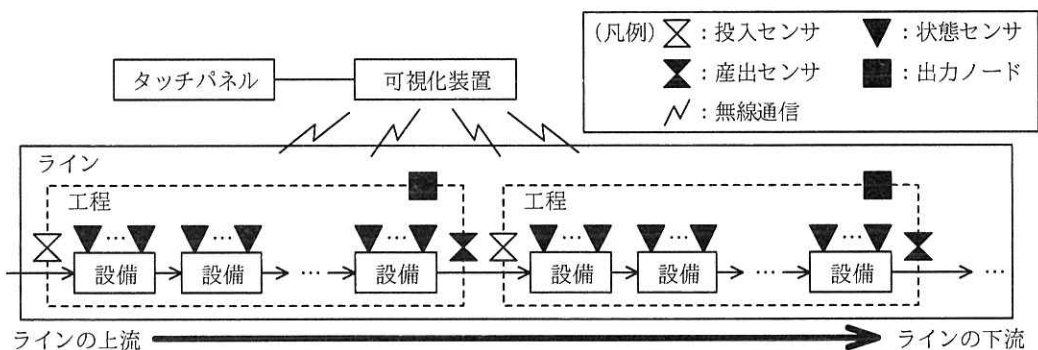 (凡例) : 投入センサ : 状態センサ
: 産出センサ : 出力ノード
: 無線通信
タッチパネル 可視化装置
ライン
工程 工程
… … … … … …
設備 設備 … 設備 設備 設備 … 設備 …
ラインの上流 ラインの下流